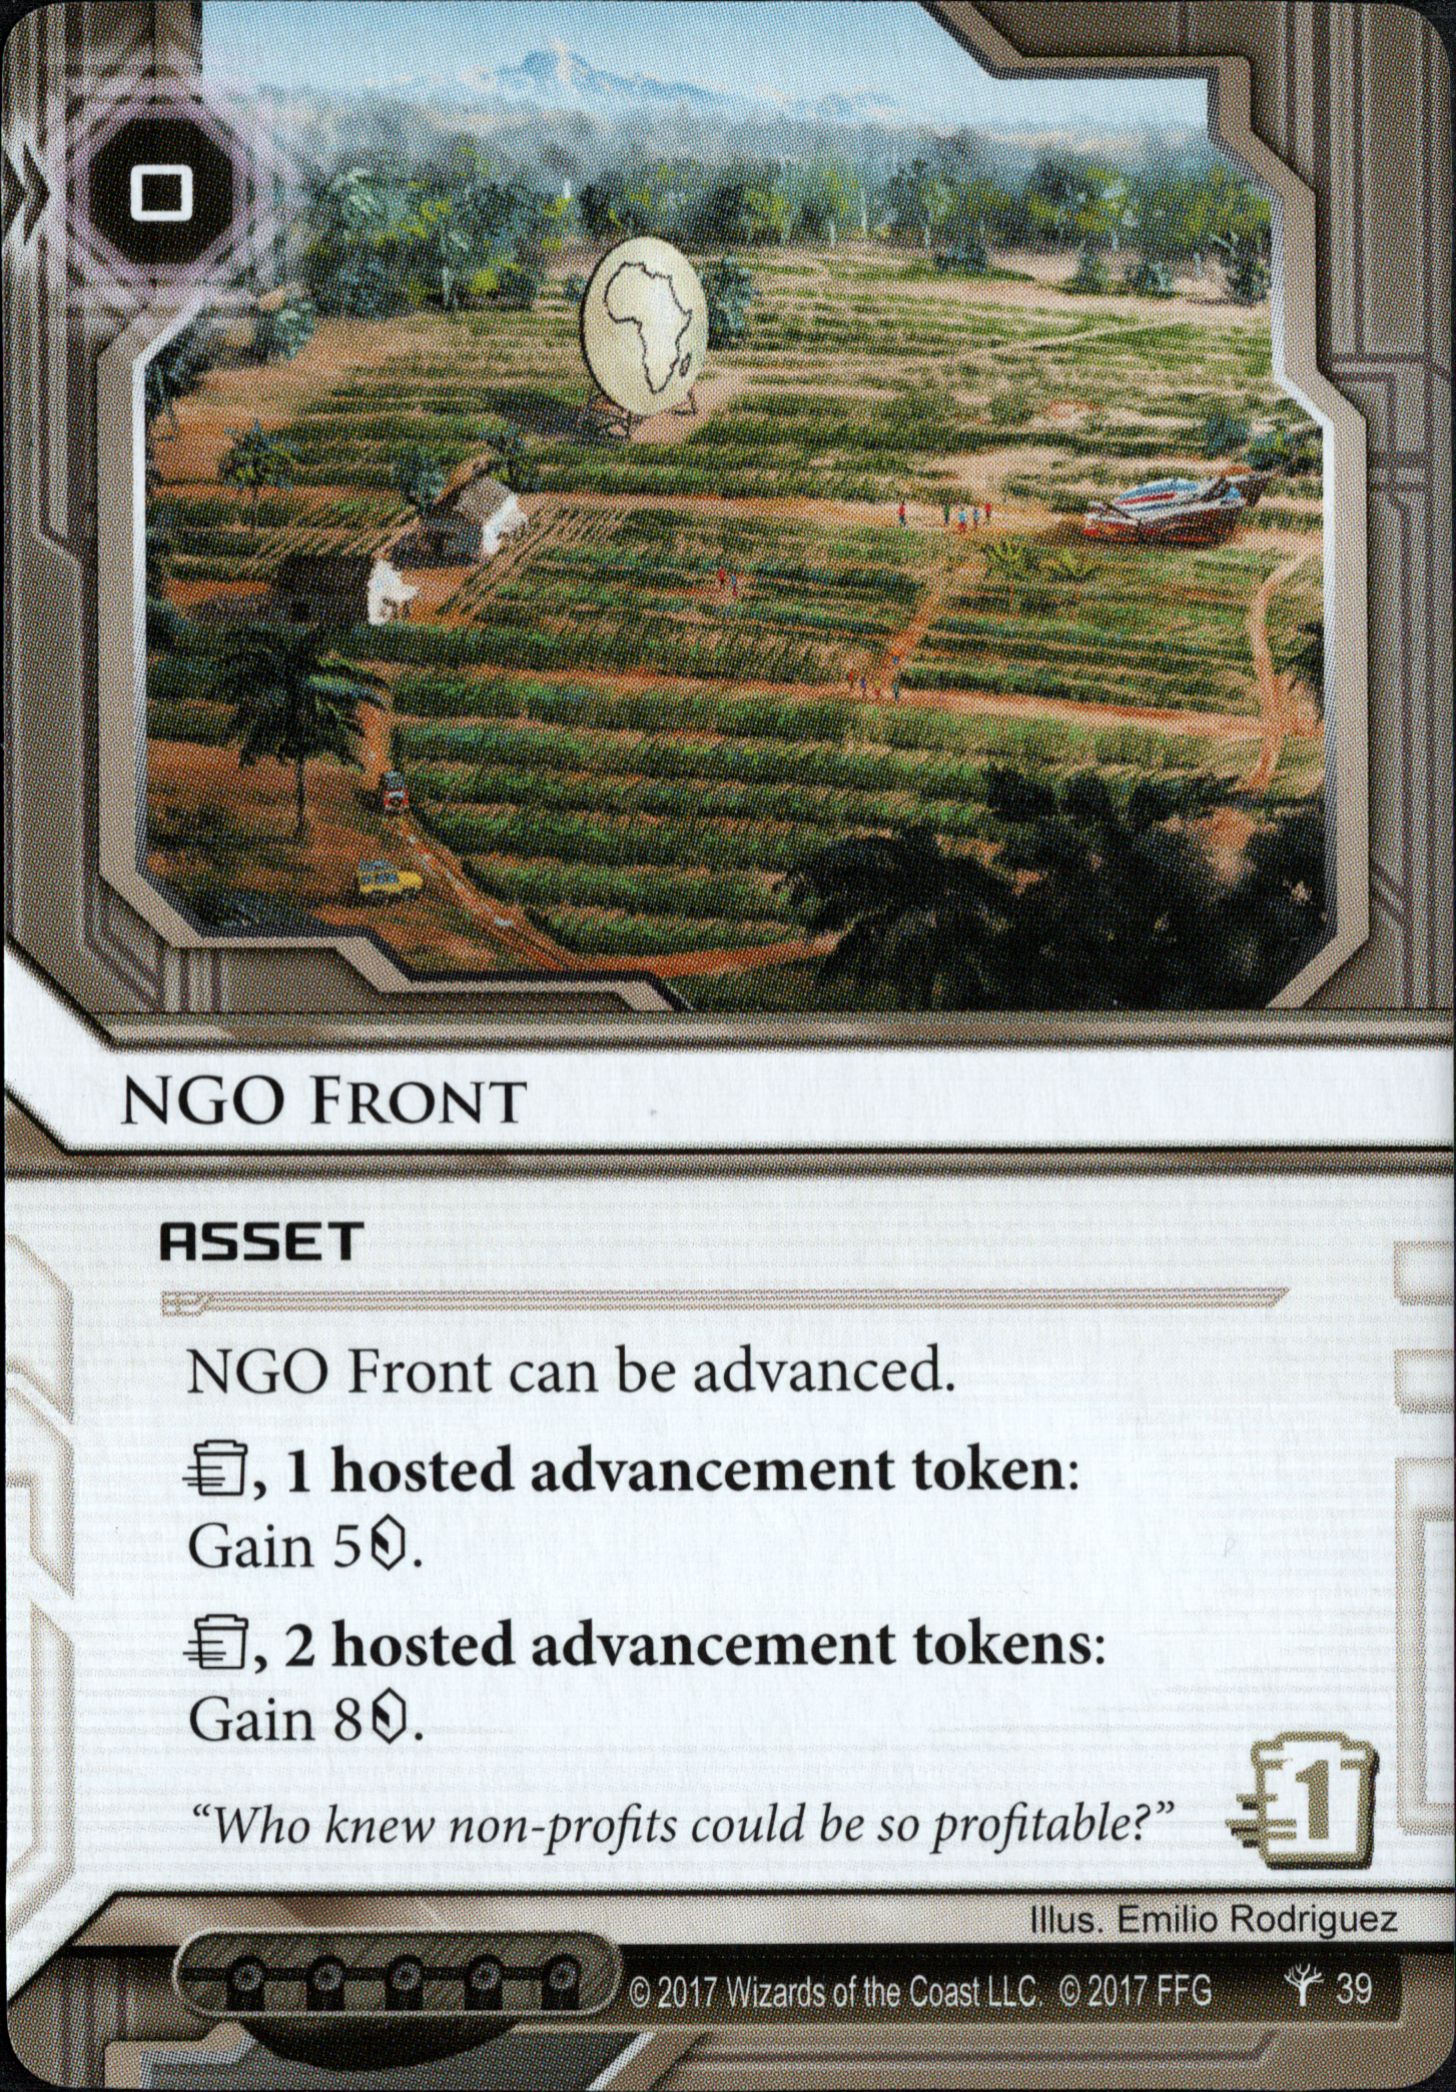 NGO Front
ASSET
NGO Front can be advanced.
, 1 hosted advancement token:
Gain 5.
, 2 hosted advancement tokens:
Gain 8.
“Who knew non-profits could be so profitable?”
1
Illus. Emilio Rodriguez
© 2017 Wizards of the Coast LLC. © 2017 FFG 39